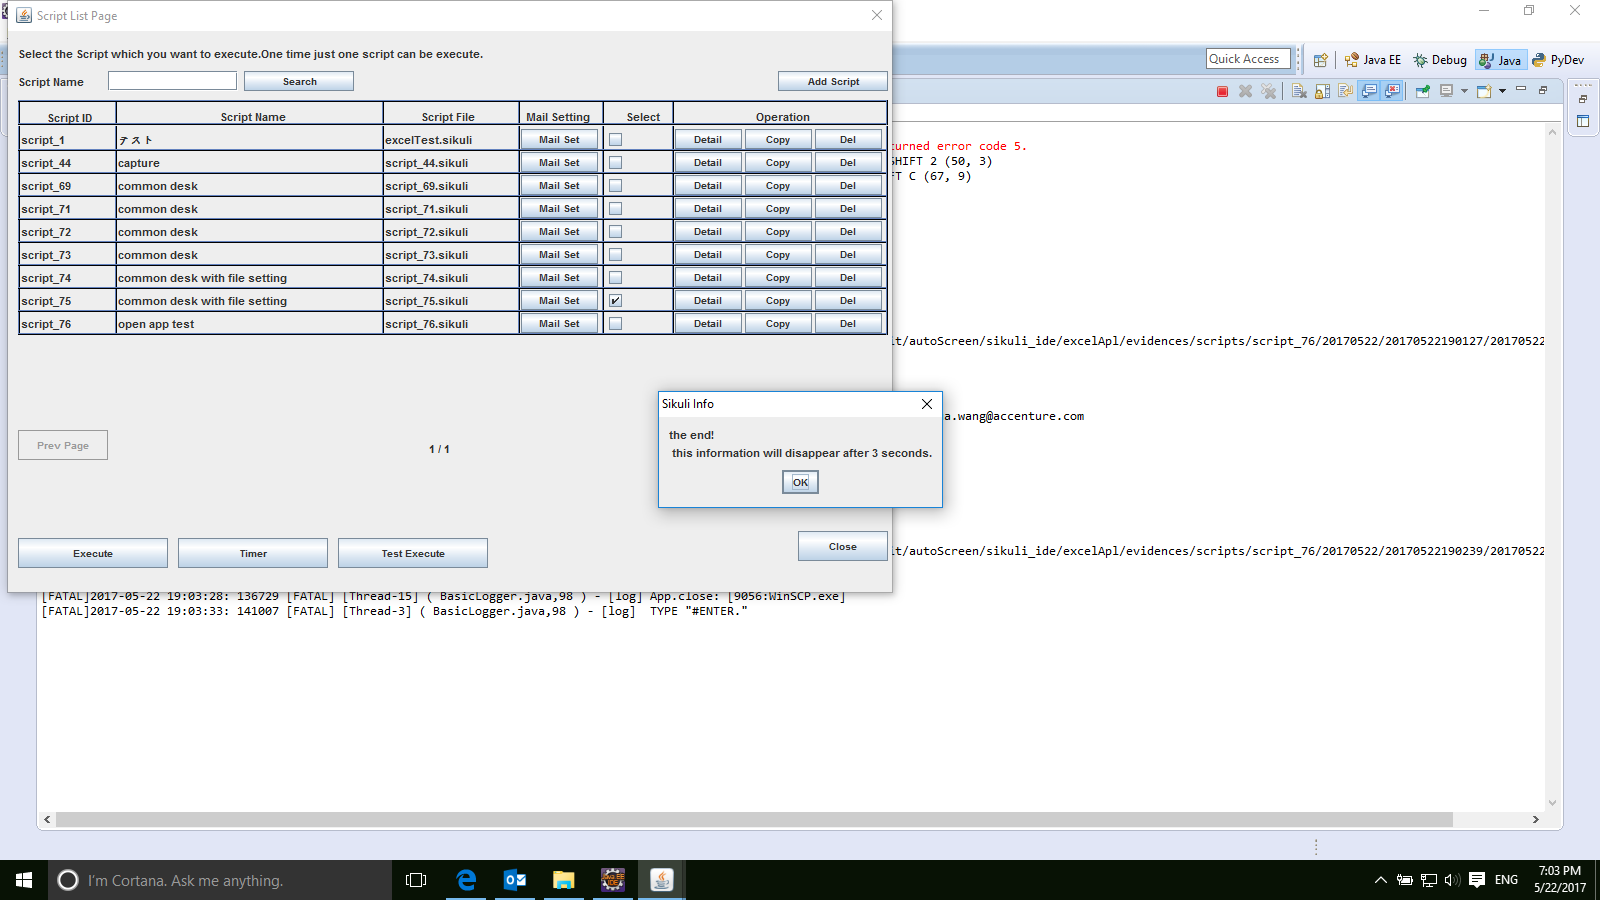 Script List Page
Select the Script which you want to execute.One time just one script can be execute.
Script Name Search Add Script
Script ID Script Name Script File Mail Setting Select Operation
script_1 テスト excelTest.sikuli Mail Set Detail Copy Del
script_44 capture script_44.sikuli Mail Set Detail Copy Del
script_69 common desk script_69.sikuli Mail Set Detail Copy Del
script_71 common desk script_71.sikuli Mail Set Detail Copy Del
script_72 common desk script_72.sikuli Mail Set Detail Copy Del
script_73 common desk script_73.sikuli Mail Set Detail Copy Del
script_74 common desk with file setting script_74.sikuli Mail Set Detail Copy Del
script_75 common desk with file setting script_75.sikuli Mail Set Detail Copy Del
script_76 open app test script_76.sikuli Mail Set Detail Copy Del
Prev Page 1 / 1
Execute Timer Test Execute Close
Sikuli Info
the end!
this information will disappear after 3 seconds.
OK
Quick Access Java EE Debug Java PyDev
urned error code 5.
SHIFT 2 (50, 3)
FT C (67, 9)
it/autoScreen/sikuli_ide/excelApl/evidences/scripts/script_76/20170522/20170522190127/20170522
a.wang@accenture.com
it/autoScreen/sikuli_ide/excelApl/evidences/scripts/script_76/20170522/20170522190239/20170522
[FATAL]2017-05-22 19:03:28: 136729 [FATAL] [Thread-15] ( BasicLogger.java,98 ) - [log] App.close: [9056:WinSCP.exe]
[FATAL]2017-05-22 19:03:33: 141007 [FATAL] [Thread-3] ( BasicLogger.java,98 ) - [log]  TYPE "#ENTER."
I'm Cortana. Ask me anything.
ENG
7:03 PM
5/22/2017